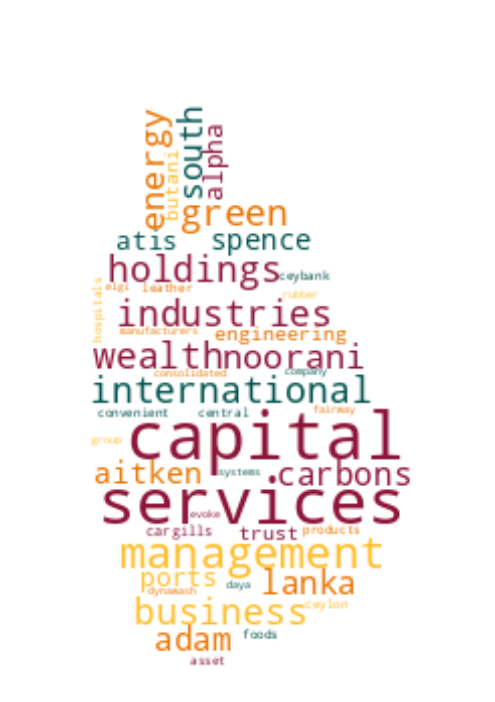 energy
butani
south
alpha
green
atis spence
holdings ceybank
hospitals
elgi leather rubber
industries
manufacturers engineering
wealth noorani
consolidated company
international
convenient central fairway
capital
group
aitken systems carbons
services
evoke
cargills trust products
management
ports daya lanka
dynawash
business ceylon
adam foods
asset